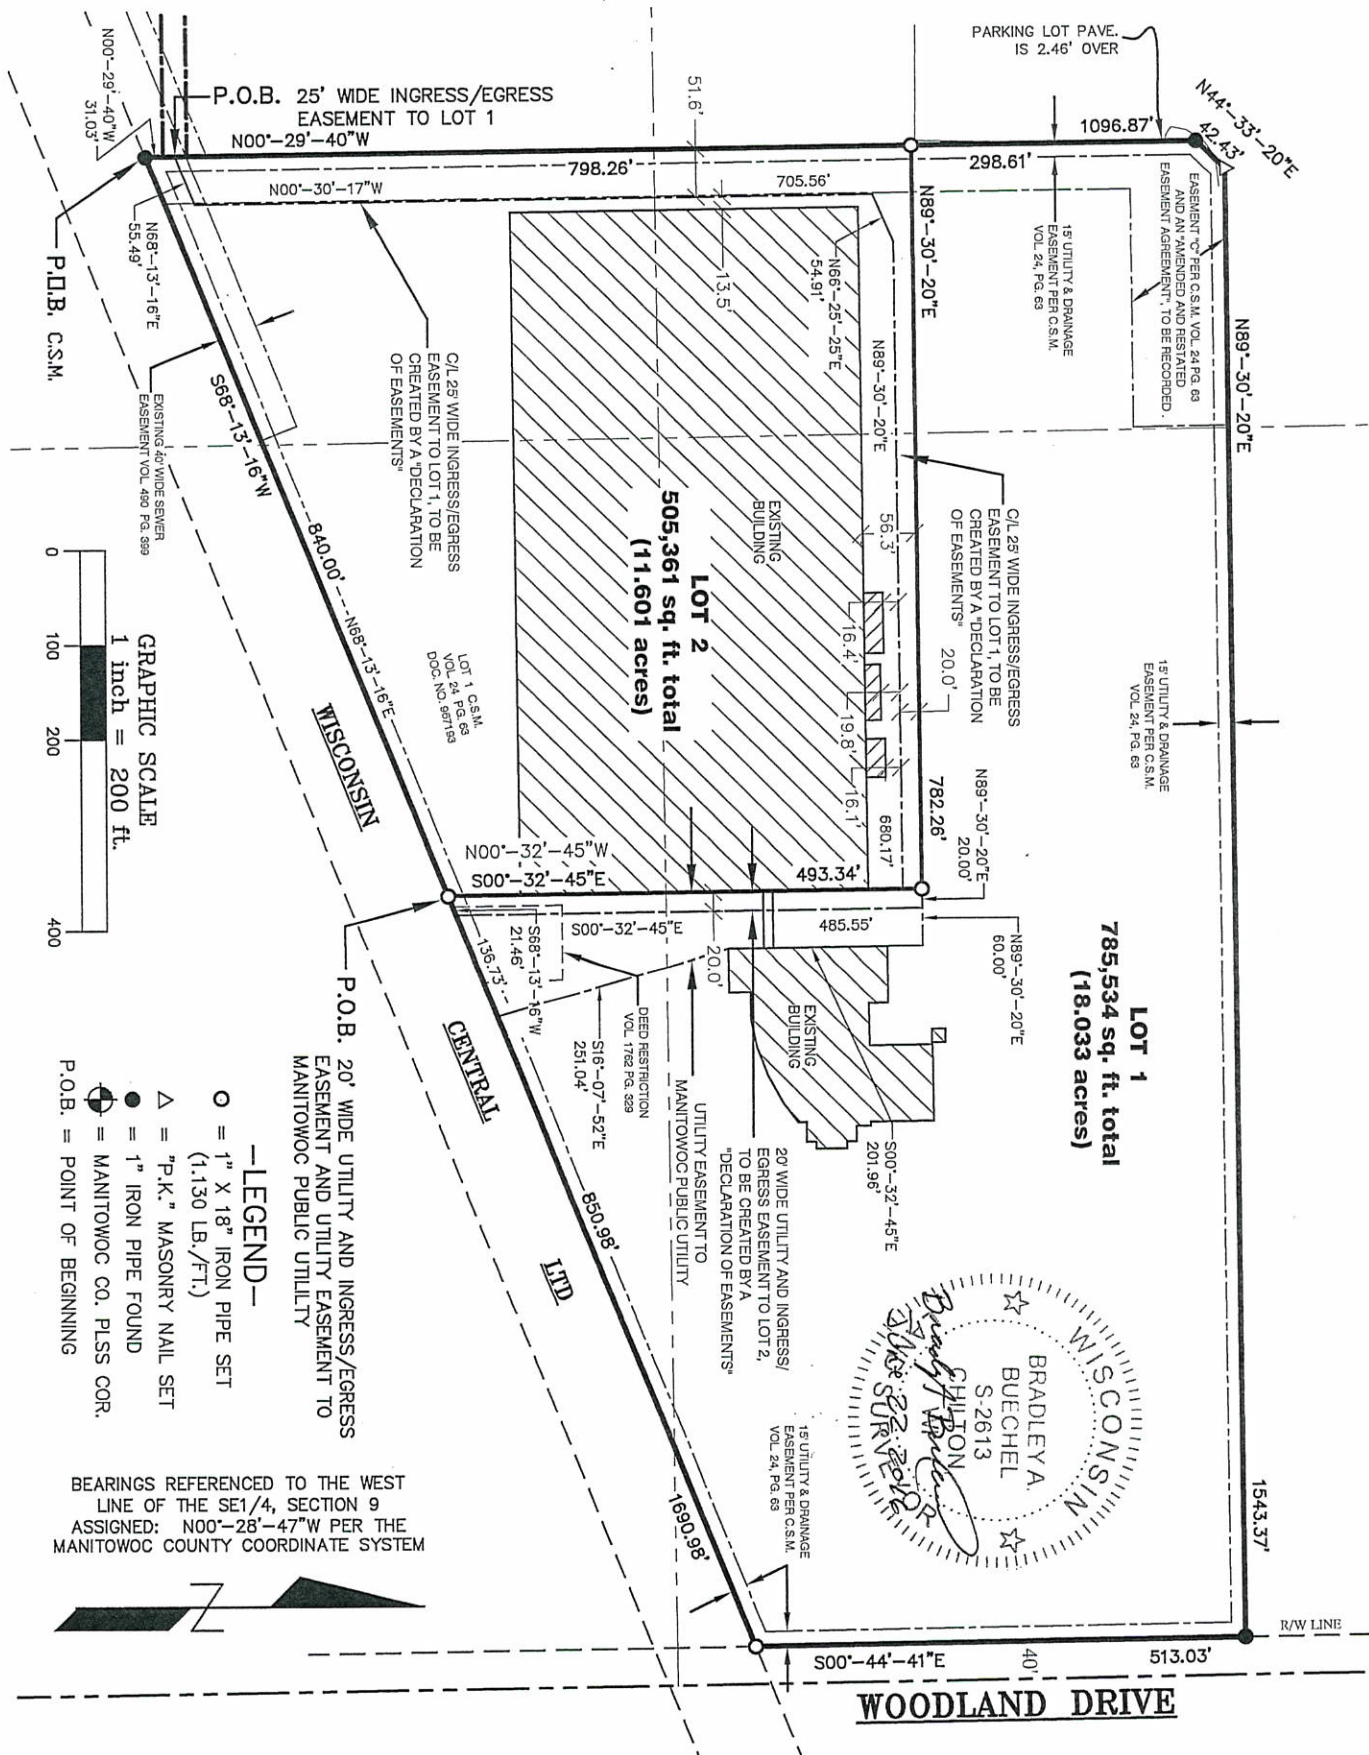 PARKING LOT PAVE.
IS 2.46' OVER
N44°-33'-20"E
42.43'
1096.87'
298.61'
N00°-29'-40"W
31.03'
P.O.B. 25' WIDE INGRESS/EGRESS
EASEMENT TO LOT 1
N00°-29'-40"W
798.26'
51.6'
N00°-30'-17"W
705.56'
13.5'
N68°-13'-16"E
55.49'
P.O.B. C.S.M.
N66°-25'-25"E
54.91'
N89°-30'-20"E
N89°-30'-20"E
15' UTILITY & DRAINAGE
EASEMENT PER C.S.M.
VOL 24, PG. 63
EASEMENT "C" PER C.S.M. VOL 24 PG. 63
AND AN "AMENDED AND RESTATED
EASEMENT AGREEMENT", TO BE RECORDED.
N89°-30'-20"E
C/L 25' WIDE INGRESS/EGRESS
EASEMENT TO LOT 1, TO BE
CREATED BY A "DECLARATION
OF EASEMENTS"
C/L 25' WIDE INGRESS/EGRESS
EASEMENT TO LOT 1, TO BE
CREATED BY A "DECLARATION
OF EASEMENTS"
EXISTING 40' WIDE SEWER
EASEMENT VOL. 490 PG. 399
S68°-13'-16"W
840.00'
N68°-13'-16"E
EXISTING
BUILDING
LOT 2
505,361 sq. ft. total
(11.601 acres)
56.3'
16.4'
20.0'
19.8'
16.1'
680.17'
782.26'
N89°-30'-20"E
20.00'
15' UTILITY & DRAINAGE
EASEMENT PER C.S.M.
VOL 24, PG. 63
LOT 1 C.S.M.
VOL 24 PG. 63
DOC. NO. 967193
0
100
200
400
GRAPHIC SCALE
1 inch = 200 ft.
WISCONSIN
CENTRAL
LTD
N00°-32'-45"W
S00°-32'-45"E
493.34'
S00°-32'-45"E
485.55'
20.0'
N89°-30'-20"E
60.00'
S68°-13'-16"W
21.46'
136.73'
DEED RESTRICTION
VOL 1762 PG. 329
S16°-07'-52"E
251.04'
EXISTING
BUILDING
S00°-32'-45"E
201.96'
LOT 1
785,534 sq. ft. total
(18.033 acres)
UTILITY EASEMENT TO
MANITOWOC PUBLIC UTILITY
20' WIDE UTILITY AND INGRESS/
EGRESS EASEMENT TO LOT 2,
TO BE CREATED BY A
"DECLARATION OF EASEMENTS"
P.O.B. 20' WIDE UTILITY AND INGRESS/EGRESS
EASEMENT AND UTILITY EASEMENT TO
MANITOWOC PUBLIC UTILILTY
850.98'
1690.98'
15' UTILITY & DRAINAGE
EASEMENT PER C.S.M.
VOL 24, PG. 63
WISCONSIN
BRADLEY A
BUECHEL
S-2613
CHILTON
SURVEYOR
June 22, 2016
-LEGEND-
= 1" X 18" IRON PIPE SET
(1.130 LB./FT.)
= "P.K." MASONRY NAIL SET
= 1" IRON PIPE FOUND
= MANITOWOC CO. PLSS COR.
P.O.B. = POINT OF BEGINNING
BEARINGS REFERENCED TO THE WEST
LINE OF THE SE1/4, SECTION 9
ASSIGNED: N00°-28'-47"W PER THE
MANITOWOC COUNTY COORDINATE SYSTEM
N
1543.37'
R/W LINE
S00°-44'-41"E
40'
513.03'
WOODLAND DRIVE